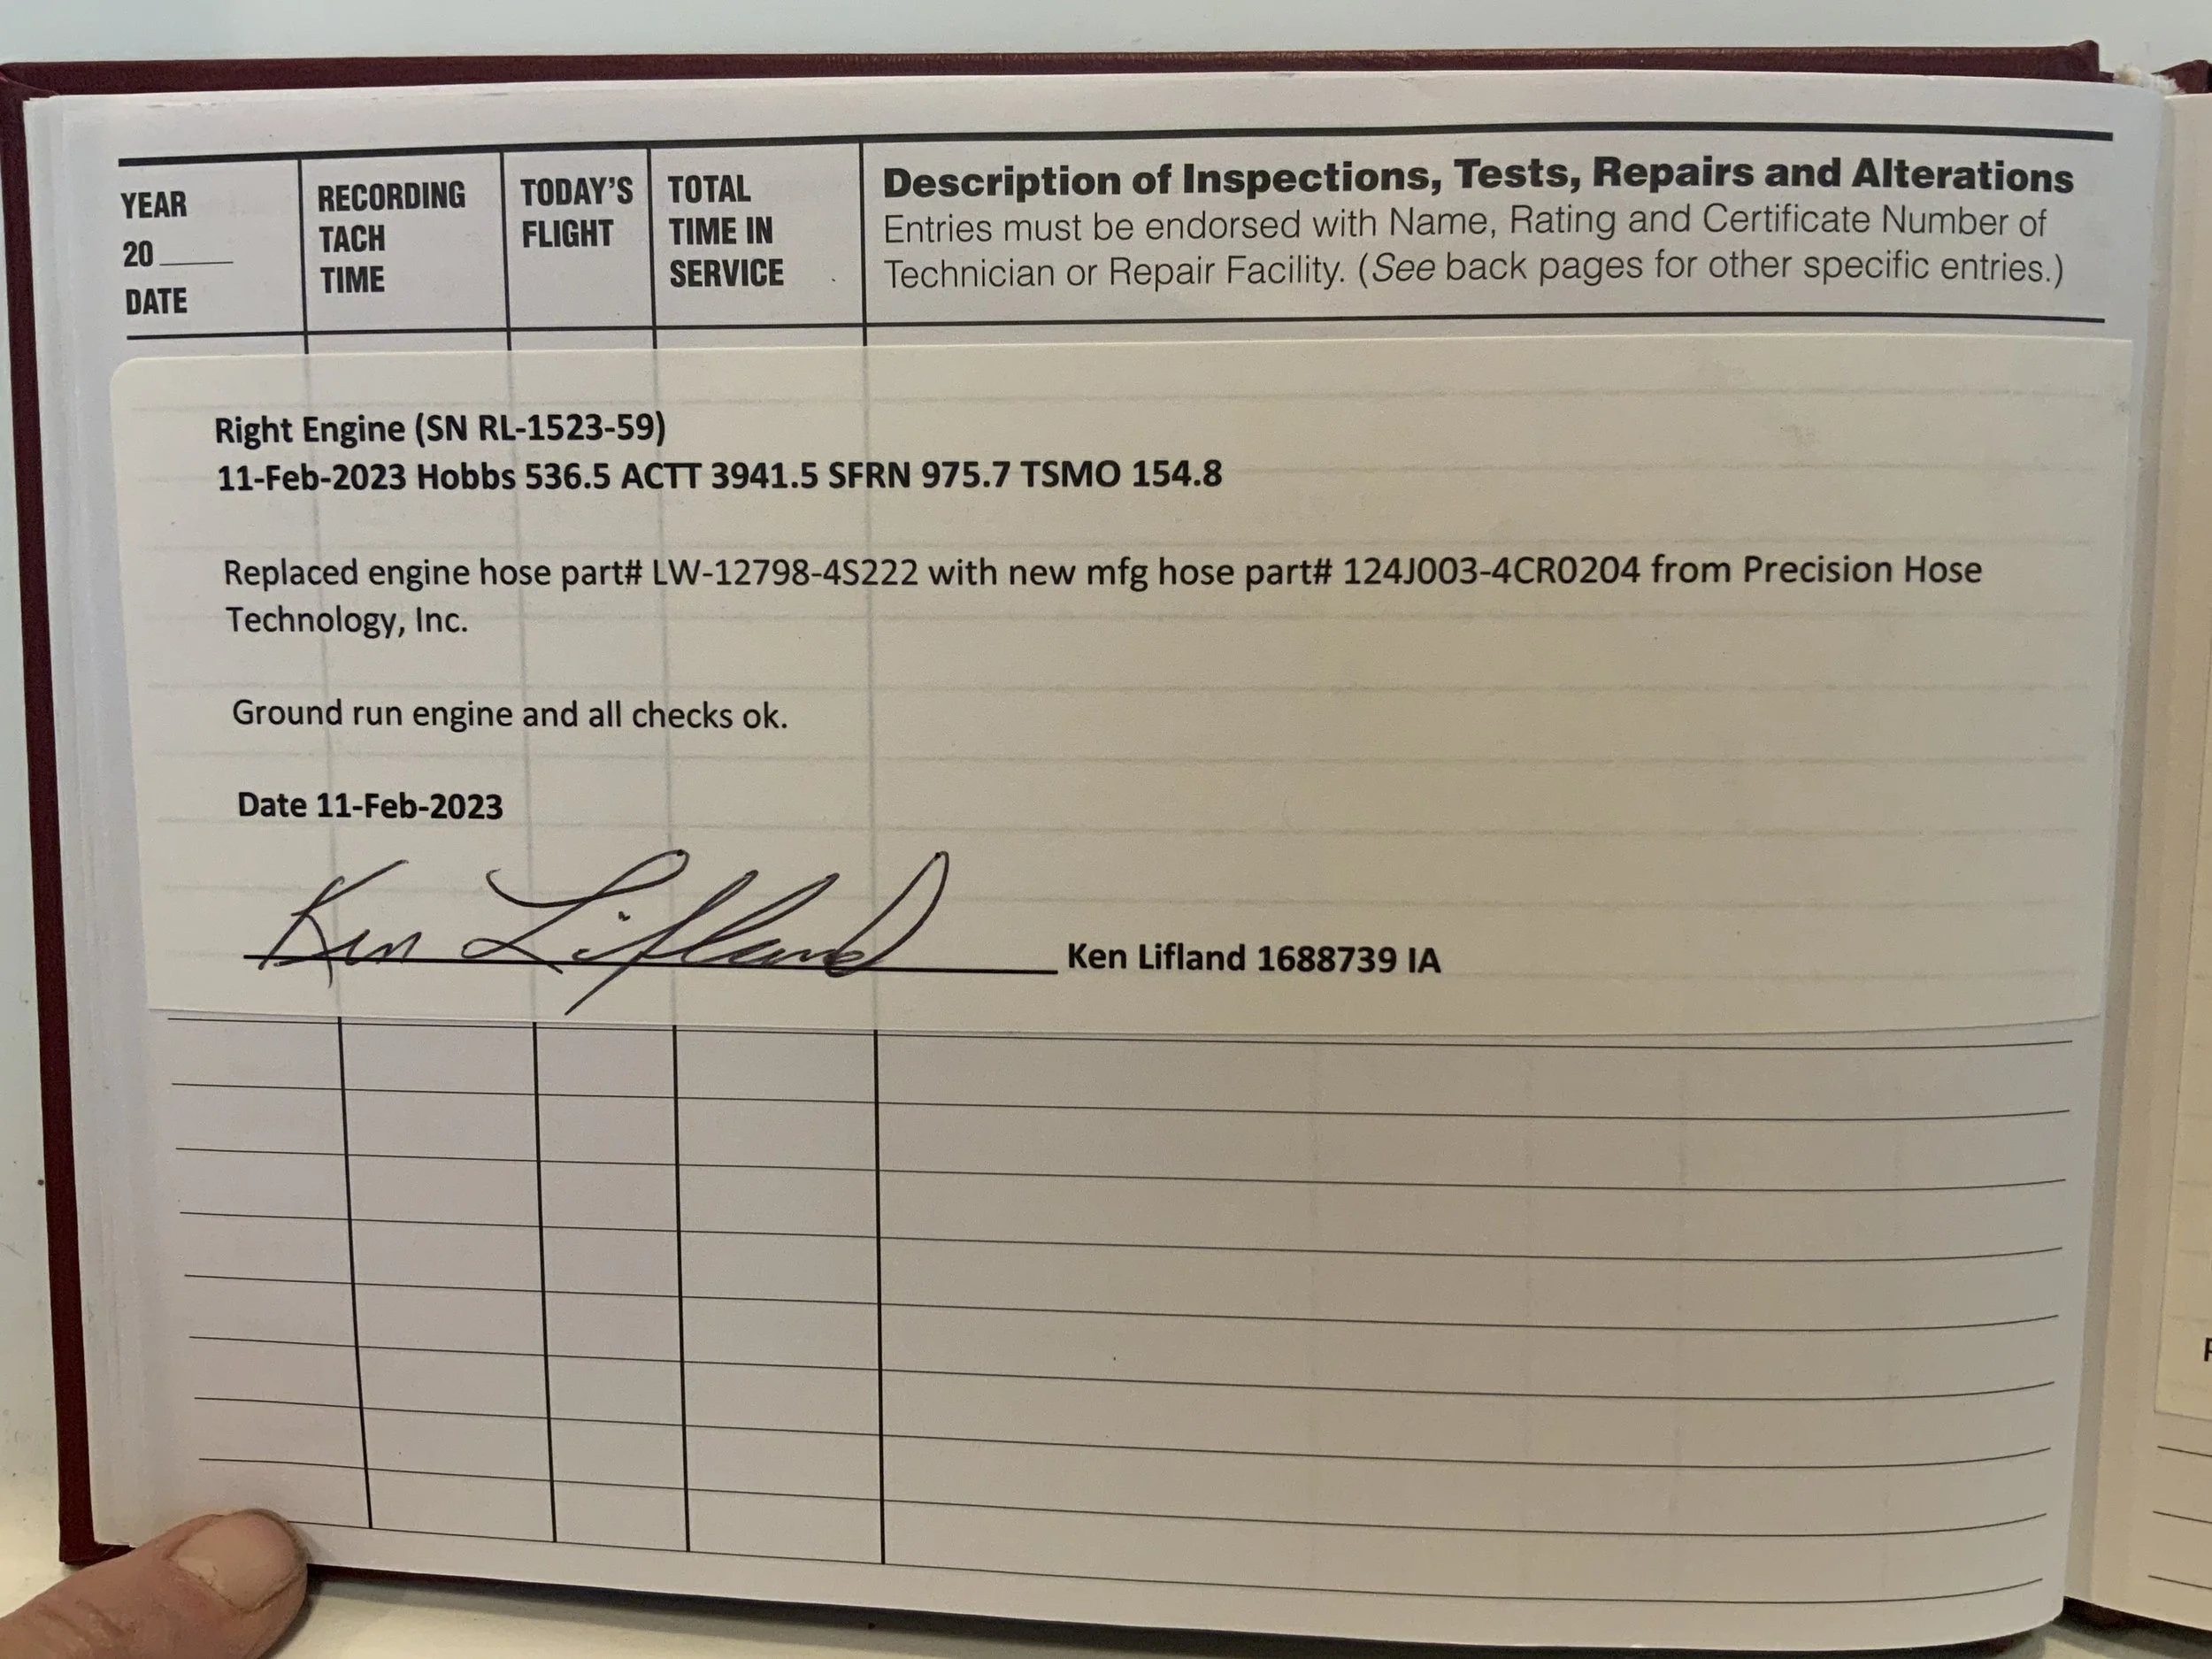 YEAR
20____
DATE
RECORDING
TACH
TIME
TODAY'S
FLIGHT
TOTAL
TIME IN
SERVICE
Description of Inspections, Tests, Repairs and Alterations
Entries must be endorsed with Name, Rating and Certificate Number of
Technician or Repair Facility. (See back pages for other specific entries.)
Right Engine (SN RL-1523-59)
11-Feb-2023 Hobbs 536.5 ACTT 3941.5 SFRN 975.7 TSMO 154.8
Replaced engine hose part# LW-12798-4S222 with new mfg hose part# 124J003-4CR0204 from Precision Hose
Technology, Inc.
Ground run engine and all checks ok.
Date 11-Feb-2023
Ken Lifland Ken Lifland 1688739 IA